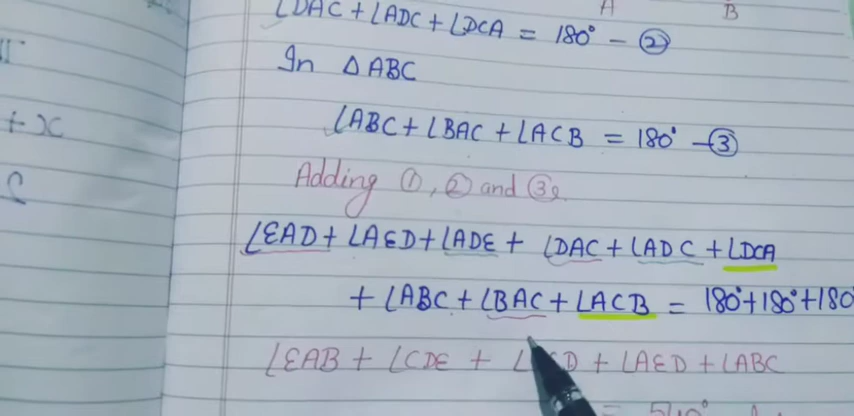 A B
∠DAC + ∠ADC + ∠DCA = 180° - ②
In △ABC
+ x
∠ABC + ∠BAC + ∠ACB = 180° - ③
Adding ①, ② and ③,
∠EAD + ∠AED + ∠ADE + ∠DAC + ∠ADC + ∠DCA
+ ∠ABC + ∠BAC + ∠ACB = 180° + 180° + 180°
∠EAB + ∠CDE + ∠ D + ∠AED + ∠ABC
= 540°